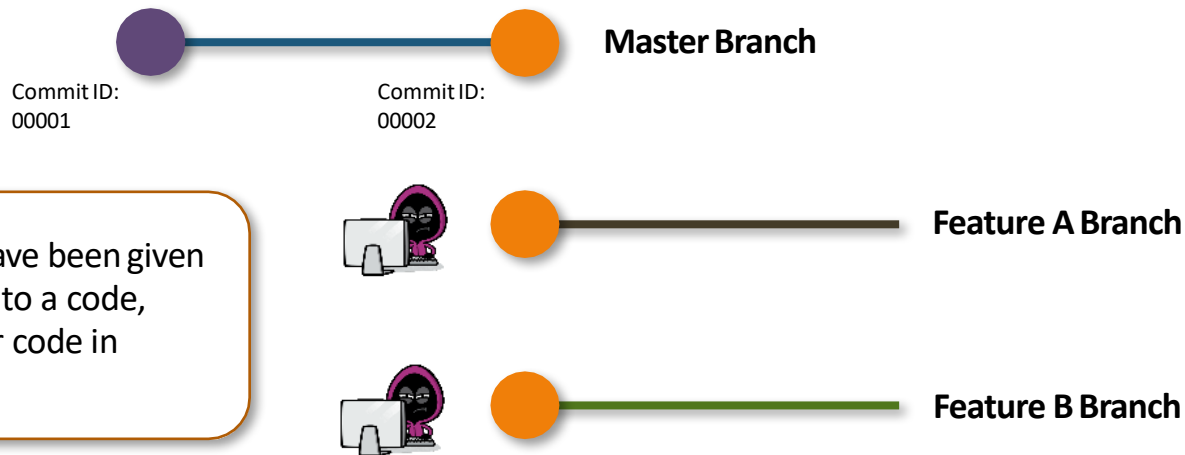 Master Branch
Commit ID:
00001
Commit ID:
00002
ave been given
to a code,
r code in
Feature A Branch
Feature B Branch